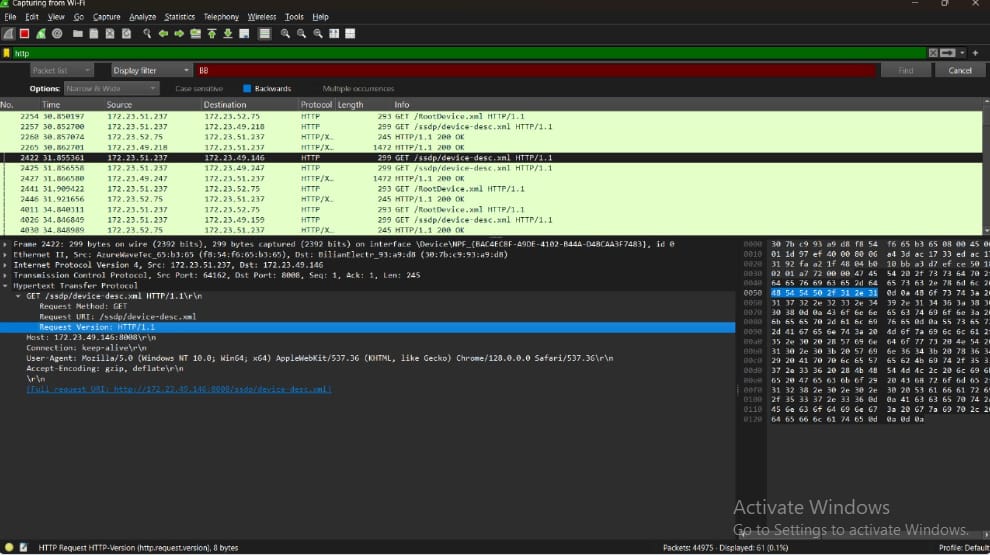 Capturing from Wi-Fi
File Edit View Go Capture Analyze Statistics Telephony Wireless Tools Help
http
Packet list Display filter BB Find Cancel
Options: Narrow & Wide Case sensitive Backwards Multiple occurrences
No. Time Source Destination Protocol Length Info
2254 30.850197 172.23.51.237 172.23.52.75 HTTP 293 GET /RootDevice.xml HTTP/1.1
2257 30.852700 172.23.51.237 172.23.49.218 HTTP 299 GET /ssdp/device-desc.xml HTTP/1.1
2260 30.857074 172.23.52.75 172.23.51.237 HTTP/X… 245 HTTP/1.1 200 OK
2265 30.862701 172.23.49.218 172.23.51.237 HTTP/X… 1472 HTTP/1.1 200 OK
2422 31.855361 172.23.51.237 172.23.49.146 HTTP 299 GET /ssdp/device-desc.xml HTTP/1.1
2425 31.856558 172.23.51.237 172.23.49.247 HTTP 299 GET /ssdp/device-desc.xml HTTP/1.1
2427 31.866580 172.23.49.247 172.23.51.237 HTTP/X… 1472 HTTP/1.1 200 OK
2441 31.909422 172.23.51.237 172.23.52.75 HTTP 293 GET /RootDevice.xml HTTP/1.1
2446 31.921656 172.23.52.75 172.23.51.237 HTTP/X… 245 HTTP/1.1 200 OK
4011 34.840311 172.23.51.237 172.23.52.75 HTTP 293 GET /RootDevice.xml HTTP/1.1
4026 34.846849 172.23.51.237 172.23.49.159 HTTP 299 GET /ssdp/device-desc.xml HTTP/1.1
4030 34.848989 172.23.52.75 172.23.51.237 HTTP/X… 245 HTTP/1.1 200 OK
Frame 2422: 299 bytes on wire (2392 bits), 299 bytes captured (2392 bits) on interface \Device\NPF_{BAC4EC8F-A9DE-4102-B44A-D48CAA3F7483}, id 0
Ethernet II, Src: AzureWaveTec_65:b3:65 (f8:54:f6:65:b3:65), Dst: BilianElectr_93:a9:d8 (30:7b:c9:93:a9:d8)
Internet Protocol Version 4, Src: 172.23.51.237, Dst: 172.23.49.146
Transmission Control Protocol, Src Port: 64162, Dst Port: 8008, Seq: 1, Ack: 1, Len: 245
Hypertext Transfer Protocol
GET /ssdp/device-desc.xml HTTP/1.1\r\n
Request Method: GET
Request URI: /ssdp/device-desc.xml
Request Version: HTTP/1.1
Host: 172.23.49.146:8008\r\n
Connection: keep-alive\r\n
User-Agent: Mozilla/5.0 (Windows NT 10.0; Win64; x64) AppleWebKit/537.36 (KHTML, like Gecko) Chrome/128.0.0.0 Safari/537.36\r\n
Accept-Encoding: gzip, deflate\r\n
\r\n
[Full request URI: http://172.23.49.146:8008/ssdp/device-desc.xml]
0000 30 7b c9 93 a9 d8 f8 54 f6 65 b3 65 08 00 45 00
0010 01 1d 97 ef 40 00 80 06 a4 3d ac 17 33 ed ac 17
0020 31 92 fa a2 1f 48 04 b0 10 bb a3 d7 ef ce 50 18
0030 02 01 a7 72 00 00 47 45 54 20 2f 73 73 64 70 2f
0040 64 65 76 69 63 65 2d 64 65 73 63 2e 78 6d 6c 20
0050 48 54 54 50 2f 31 2e 31 0d 0a 48 6f 73 74 3a 20
0060 31 37 32 2e 32 33 2e 34 39 2e 31 34 36 3a 38 30
0070 30 38 0d 0a 43 6f 6e 6e 65 63 74 69 6f 6e 3a 20
0080 6b 65 65 70 2d 61 6c 69 76 65 0d 0a 55 73 65 72
0090 2d 41 67 65 6e 74 3a 20 4d 6f 7a 69 6c 6c 61 2f
00a0 35 2e 30 20 28 57 69 6e 64 6f 77 73 20 4e 54 20
00b0 31 30 2e 30 3b 20 57 69 6e 36 34 3b 20 78 36 34
00c0 29 20 41 70 70 6c 65 57 65 62 4b 69 74 2f 35 33
00d0 37 2e 33 36 20 28 4b 48 54 4d 4c 2c 20 6c 69 6b
00e0 65 20 47 65 63 6b 6f 29 20 43 68 72 6f 6d 65 2f
00f0 31 32 38 2e 30 2e 30 2e 30 20 53 61 66 61 72 69
0100 2f 35 33 37 2e 33 36 0d 0a 41 63 63 65 70 74 2d
0110 45 6e 63 6f 64 69 6e 67 3a 20 67 7a 69 70 2c 20
0120 64 65 66 6c 61 74 65 0d 0a 0d 0a
Activate Windows
Go to Settings to activate Windows.
HTTP Request HTTP-Version (http.request.version), 8 bytes Packets: 44975 · Displayed: 61 (0.1%) Profile: Default